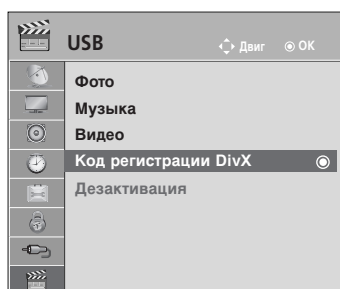 USB Двиг OK
Фото
Музыка
Видео
Код регистрации DivX
Дезактивация